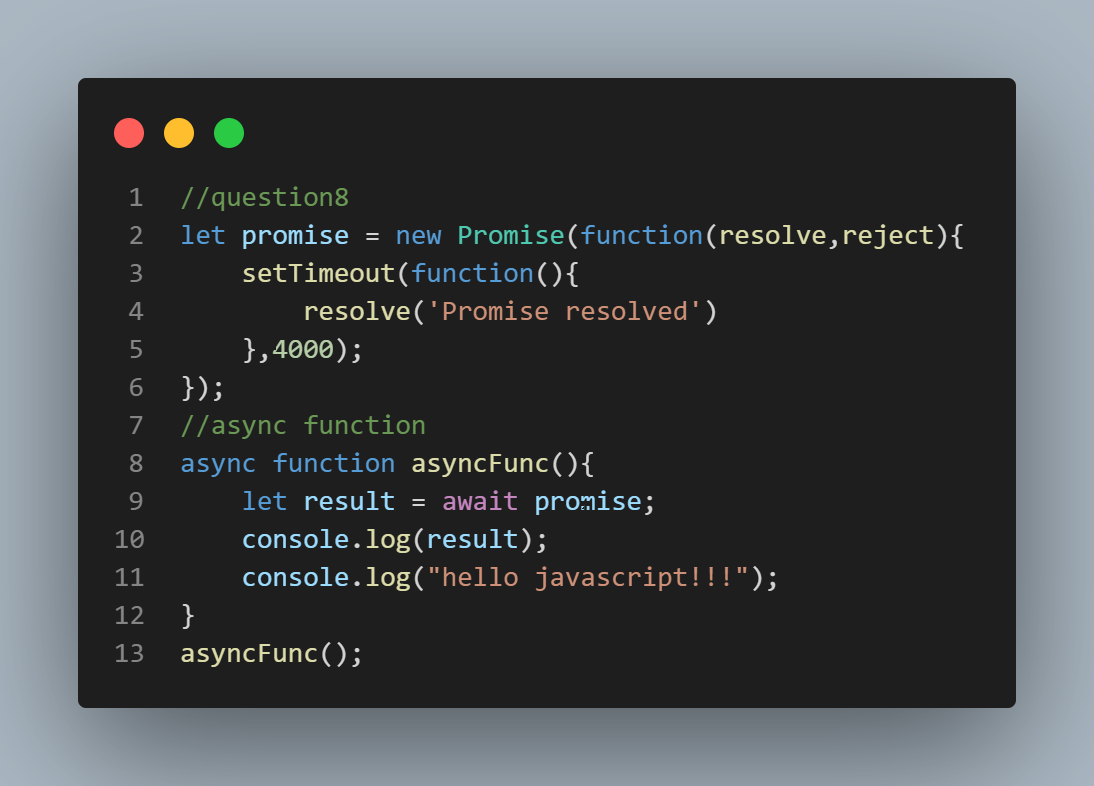 1 //question8
2 let promise = new Promise(function(resolve,reject){
3     setTimeout(function(){
4         resolve('Promise resolved')
5     },4000);
6 });
7 //async function
8 async function asyncFunc(){
9     let result = await promise;
10     console.log(result);
11     console.log("hello javascript!!!");
12 }
13 asyncFunc();